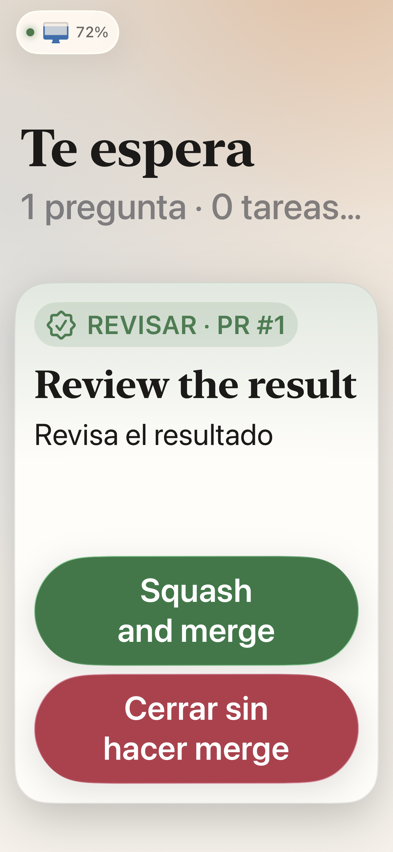 72%
Te espera
1 pregunta · 0 tareas…
REVISAR · PR #1
Review the result
Revisa el resultado
Squash
and merge
Cerrar sin
hacer merge